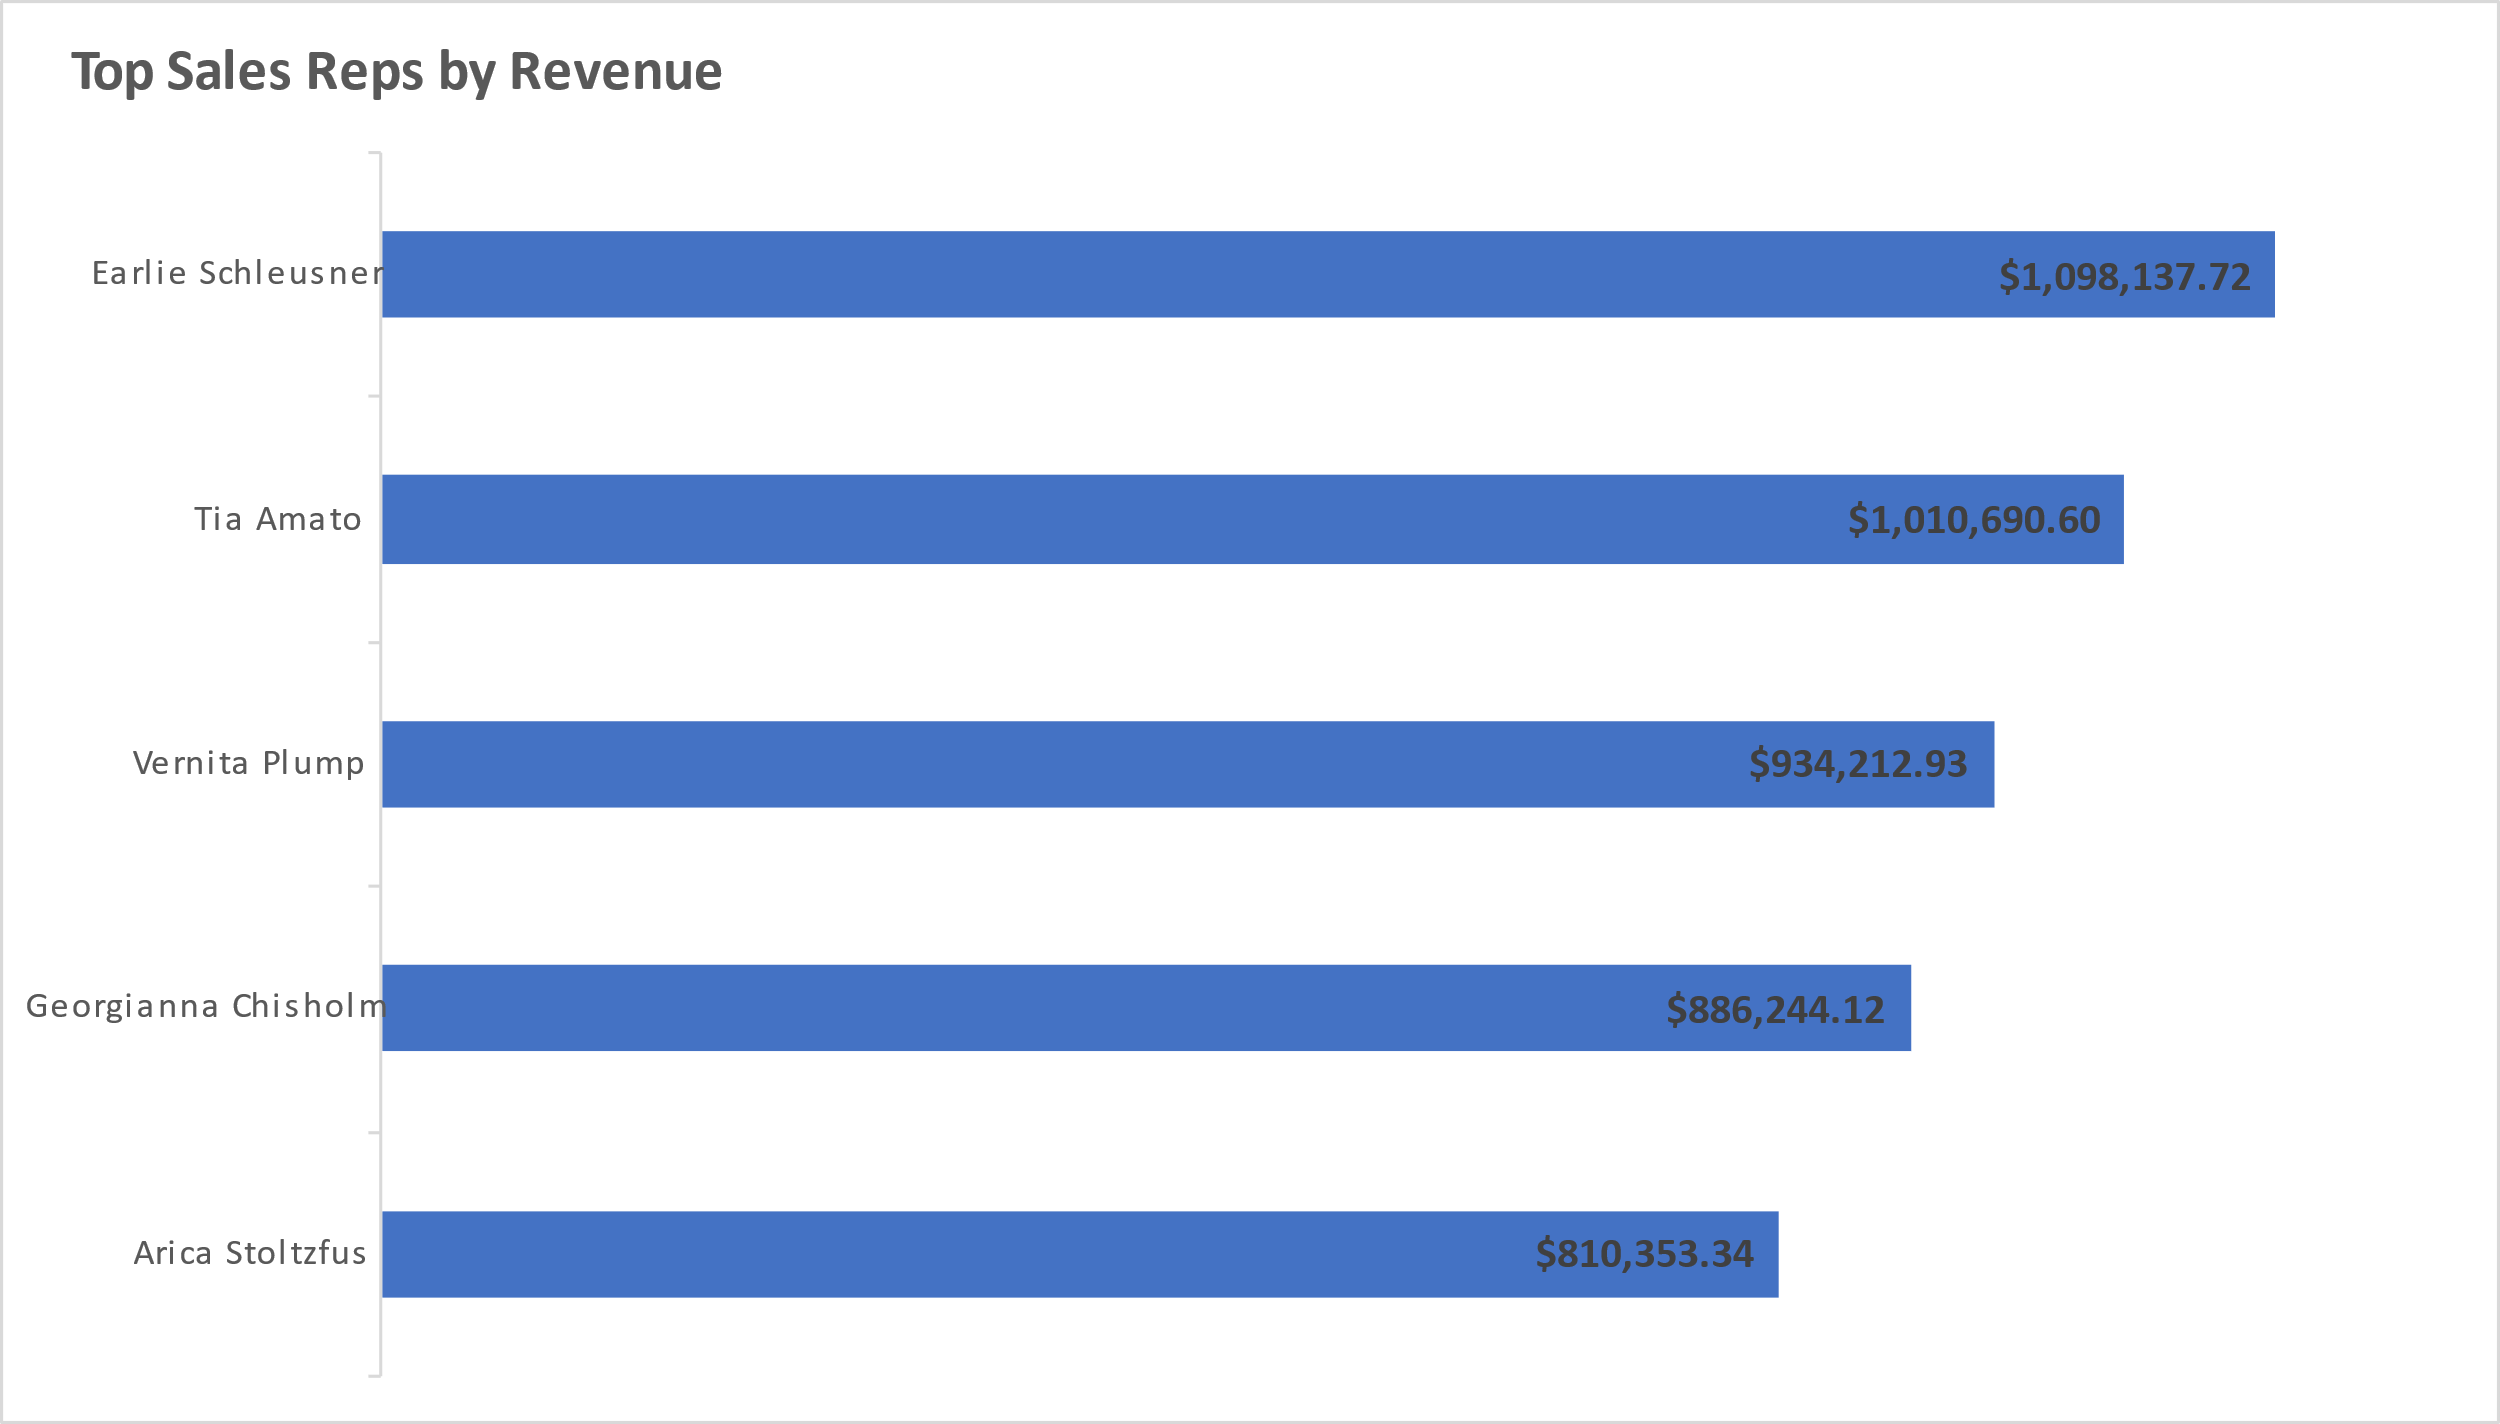 Top Sales Reps by Revenue
Earlie Schleusner $1,098,137.72
Tia Amato $1,010,690.60
Vernita Plump $934,212.93
Georgianna Chisholm $886,244.12
Arica Stoltzfus $810,353.34